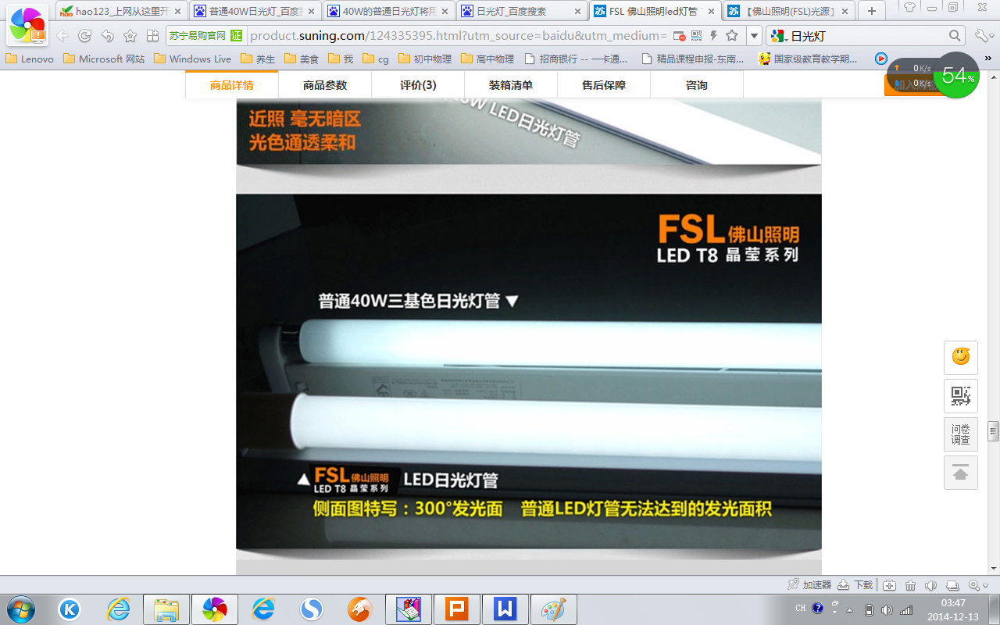 hao123_上网从这里开
普通40W日光灯_百度搜
40W的普通日光灯将用
日光灯_百度搜索
FSL 佛山照明led灯管
【佛山照明(FSL)光源】
苏宁易购官网 证 product.suning.com/124335395.html?utm_source=baidu&utm_medium=
日光灯
Lenovo Microsoft 网站 Windows Live 养生 美食 我 cg 初中物理 高中物理 招商银行 -- 一卡通... 精品课程申报-东南... 国家级教育教学期... »
商品详情 商品参数 评价(3) 装箱清单 售后保障 咨询
0K/s
0K/s
54%
W LED日光灯管
近照 毫无暗区
光色通透柔和
FSL 佛山照明
LED T8 晶莹系列
普通40W三基色日光灯管 ▼
▲ FSL 佛山照明
LED T8 晶莹系列
LED日光灯管
侧面图特写：300°发光面 普通LED灯管无法达到的发光面积
问卷
调查
加速器 下载
CH
03:47
2014-12-13